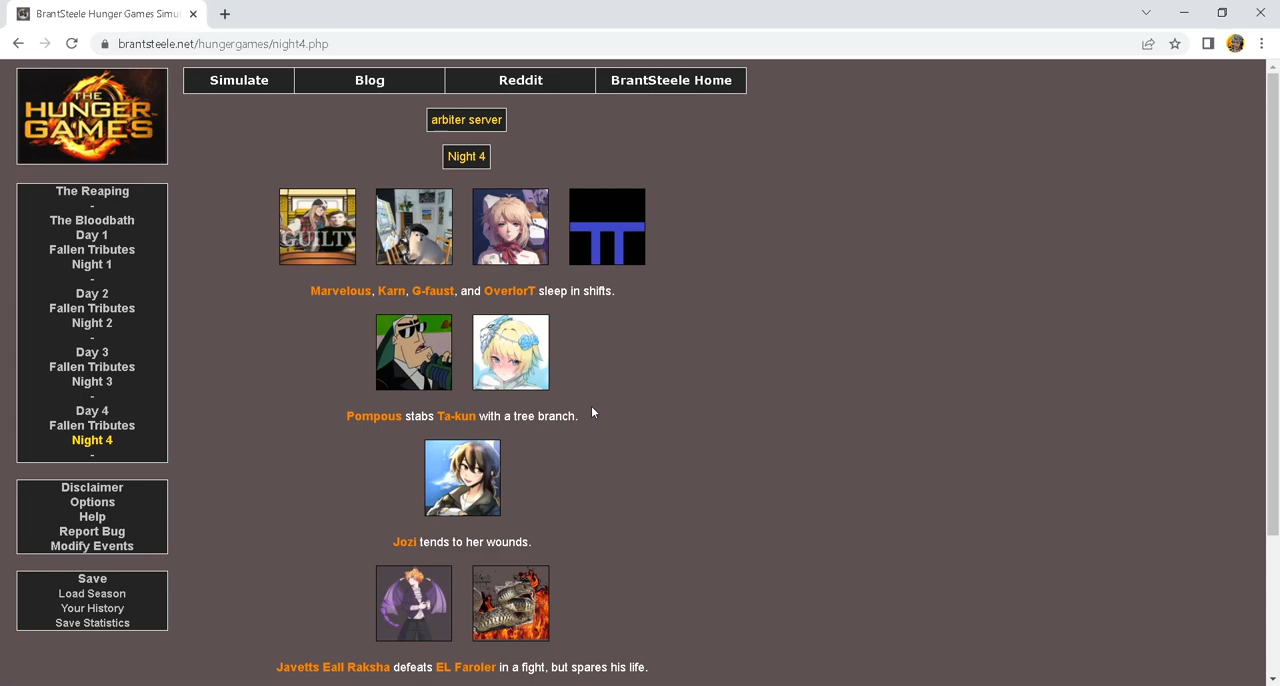 BrantSteele Hunger Games Simu
brantsteele.net/hungergames/night4.php
THE
HUNGER
GAMES
Simulate
Blog
Reddit
BrantSteele Home
arbiter server
Night 4
The Reaping
-
The Bloodbath
Day 1
Fallen Tributes
Night 1
-
Day 2
Fallen Tributes
Night 2
-
Day 3
Fallen Tributes
Night 3
-
Day 4
Fallen Tributes
Night 4
-
Disclaimer
Options
Help
Report Bug
Modify Events
Save
Load Season
Your History
Save Statistics
GUILTY
Marvelous, Karn, G-faust, and OverlorT sleep in shifts.
Pompous stabs Ta-kun with a tree branch.
Jozi tends to her wounds.
Javetts Eall Raksha defeats EL Faroler in a fight, but spares his life.